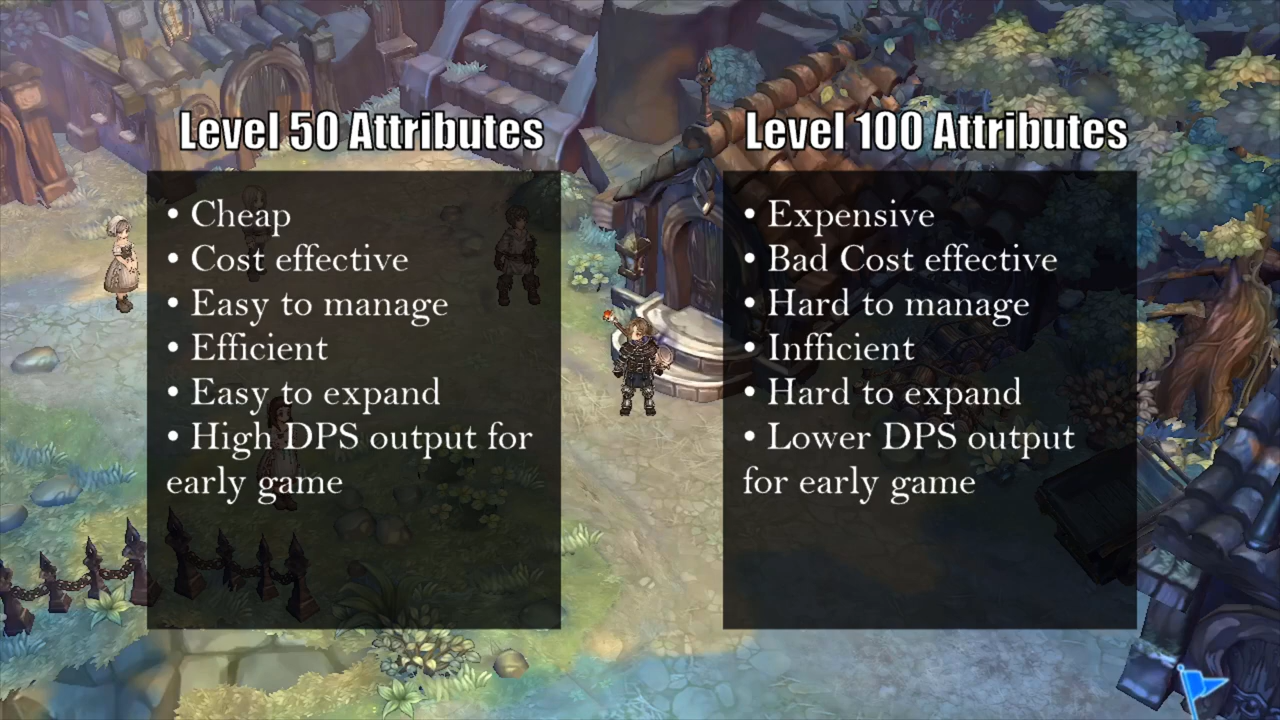 Level 50 Attributes
• Cheap
• Cost effective
• Easy to manage
• Efficient
• Easy to expand
• High DPS output for
early game
Level 100 Attributes
• Expensive
• Bad Cost effective
• Hard to manage
• Infficient
• Hard to expand
• Lower DPS output
for early game